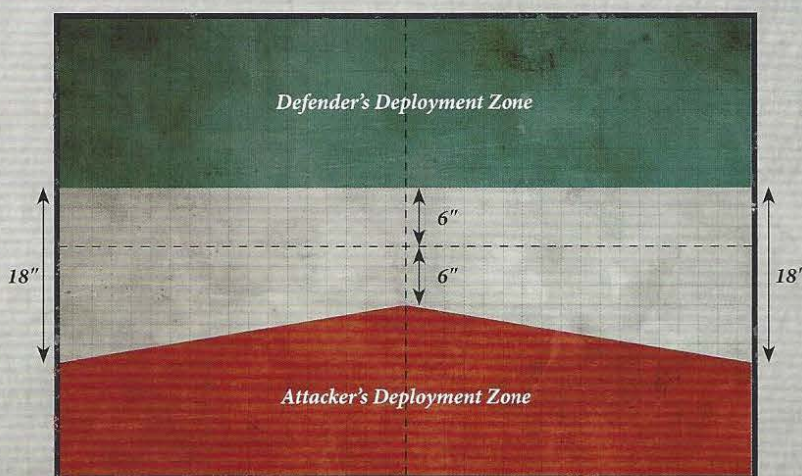 Defender's Deployment Zone
6"
18"
18"
6"
Attacker's Deployment Zone